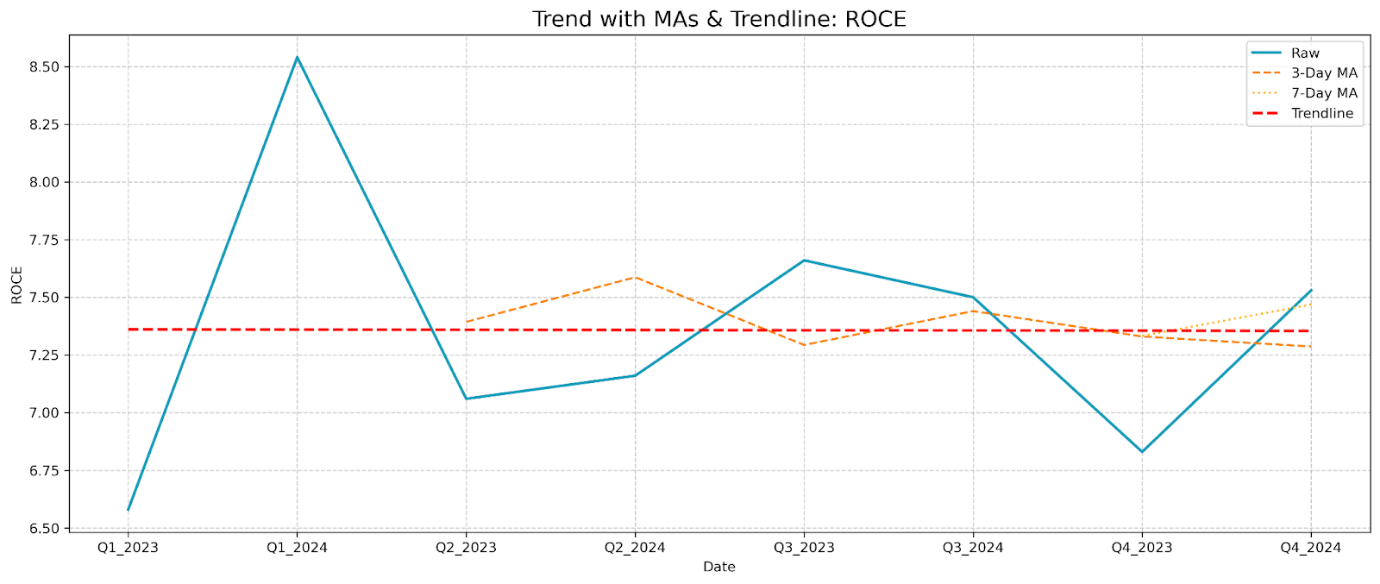 Trend with MAs & Trendline: ROCE
Raw
3-Day MA
7-Day MA
Trendline
ROCE
8.50
8.25
8.00
7.75
7.50
7.25
7.00
6.75
6.50
Q1_2023
Q1_2024
Q2_2023
Q2_2024
Q3_2023
Q3_2024
Q4_2023
Q4_2024
Date